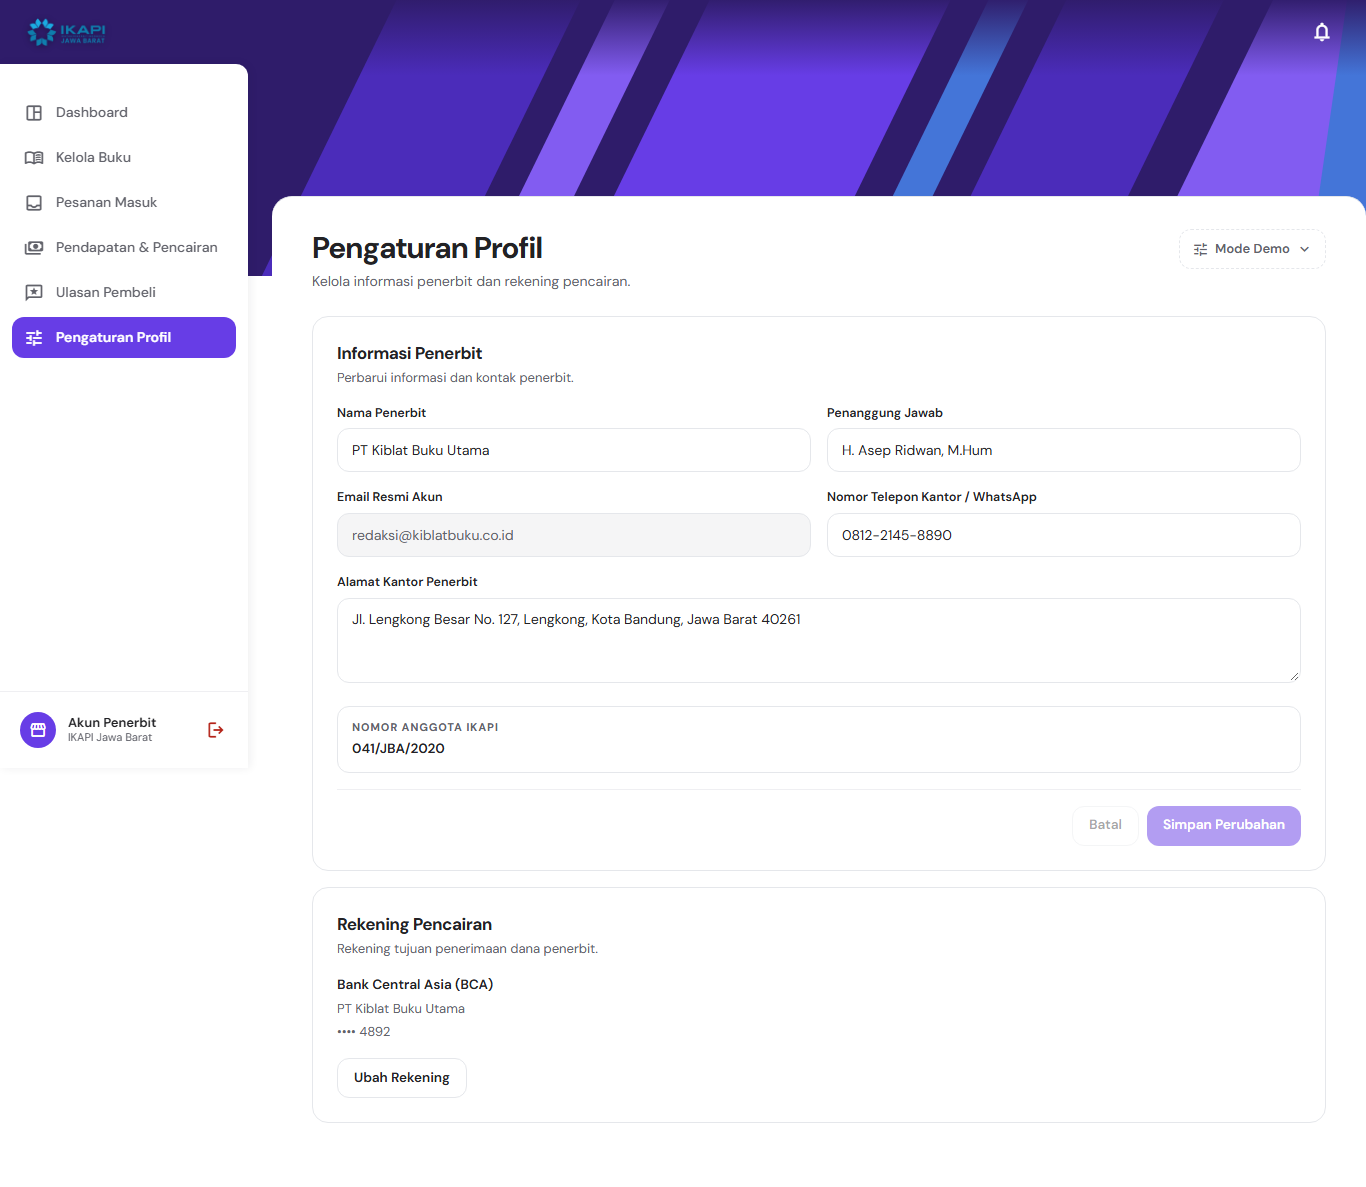 IKAPI
JAWA BARAT
Dashboard
Kelola Buku
Pesanan Masuk
Pendapatan & Pencairan
Ulasan Pembeli
Pengaturan Profil
Akun Penerbit
IKAPI Jawa Barat
Pengaturan Profil
Mode Demo
Kelola informasi penerbit dan rekening pencairan.
Informasi Penerbit
Perbarui informasi dan kontak penerbit.
Nama Penerbit
PT Kiblat Buku Utama
Penanggung Jawab
H. Asep Ridwan, M.Hum
Email Resmi Akun
redaksi@kiblatbuku.co.id
Nomor Telepon Kantor / WhatsApp
0812-2145-8890
Alamat Kantor Penerbit
Jl. Lengkong Besar No. 127, Lengkong, Kota Bandung, Jawa Barat 40261
NOMOR ANGGOTA IKAPI
041/JBA/2020
Batal
Simpan Perubahan
Rekening Pencairan
Rekening tujuan penerimaan dana penerbit.
Bank Central Asia (BCA)
PT Kiblat Buku Utama
•••• 4892
Ubah Rekening